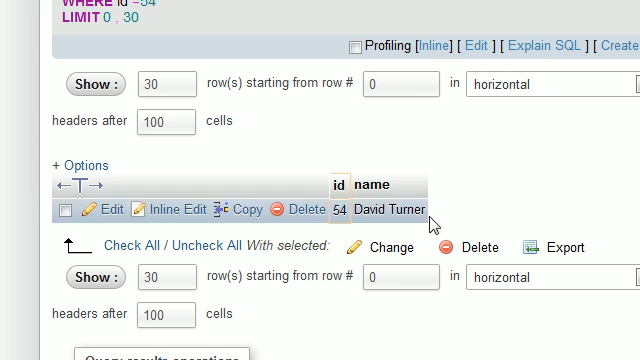 WHERE id =54
LIMIT 0 , 30
Profiling [Inline] [ Edit ] [ Explain SQL ] [ Create
Show : 30 row(s) starting from row # 0 in horizontal
headers after 100 cells
+ Options
←T→ id name
Edit Inline Edit Copy Delete 54 David Turner
Check All / Uncheck All With selected: Change Delete Export
Show : 30 row(s) starting from row # 0 in horizontal
headers after 100 cells
Query results operations